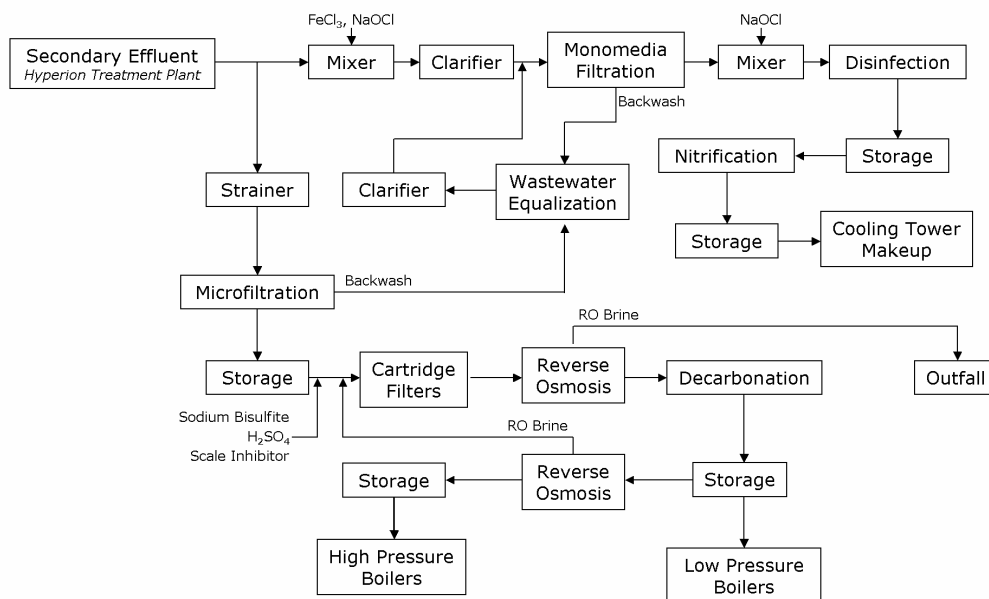 FeCl₃, NaOCl
NaOCl
Secondary Effluent
Hyperion Treatment Plant
Mixer
Clarifier
Monomedia
Filtration
Mixer
Disinfection
Backwash
Nitrification
Storage
Strainer
Clarifier
Wastewater
Equalization
Storage
Cooling Tower
Makeup
Microfiltration
Backwash
RO Brine
Storage
Cartridge
Filters
Reverse
Osmosis
Decarbonation
Outfall
Sodium Bisulfite
H₂SO₄
Scale Inhibitor
RO Brine
Storage
Reverse
Osmosis
Storage
High Pressure
Boilers
Low Pressure
Boilers